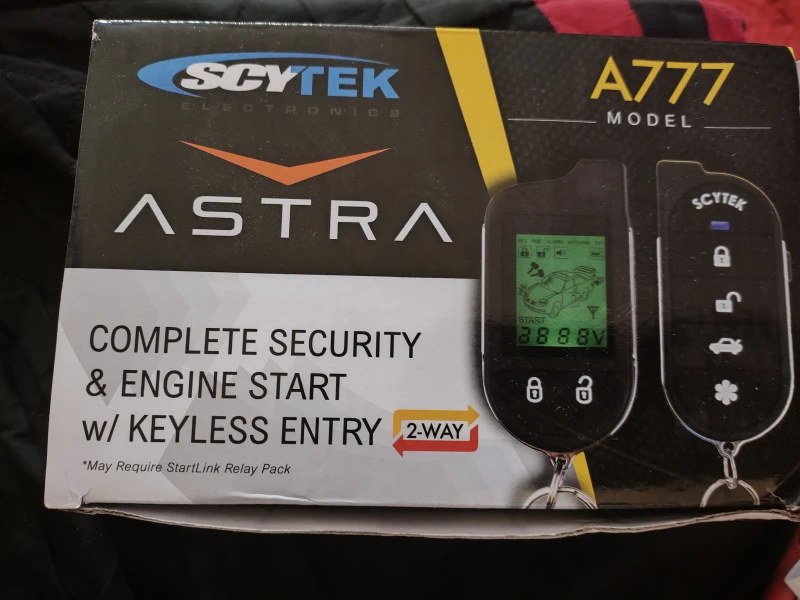 SCYTEK
ELECTRONICS
ASTRA
A777
MODEL
COMPLETE SECURITY
& ENGINE START
w/ KEYLESS ENTRY
2-WAY
*May Require StartLink Relay Pack
START
8888V
SCYTEK